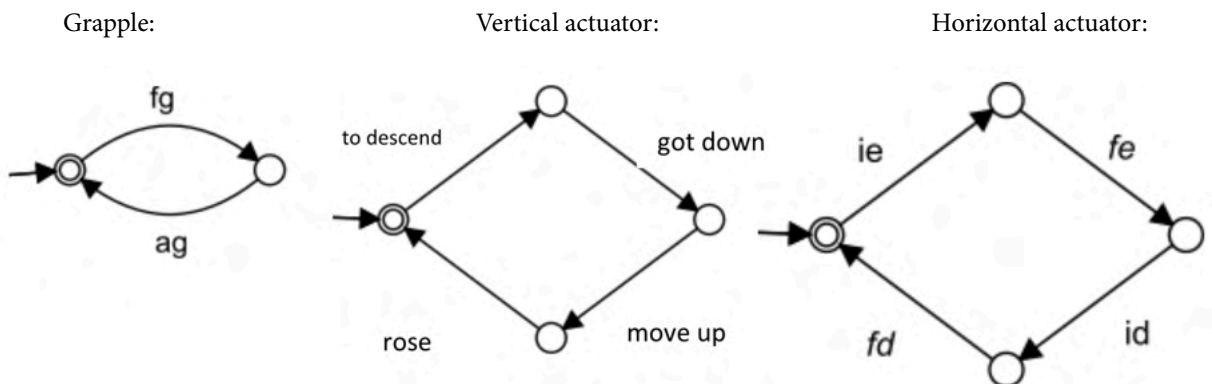 Grapple:
Vertical actuator:
Horizontal actuator:
fg
ag
to descend
got down
rose
move up
ie
fe
fd
id